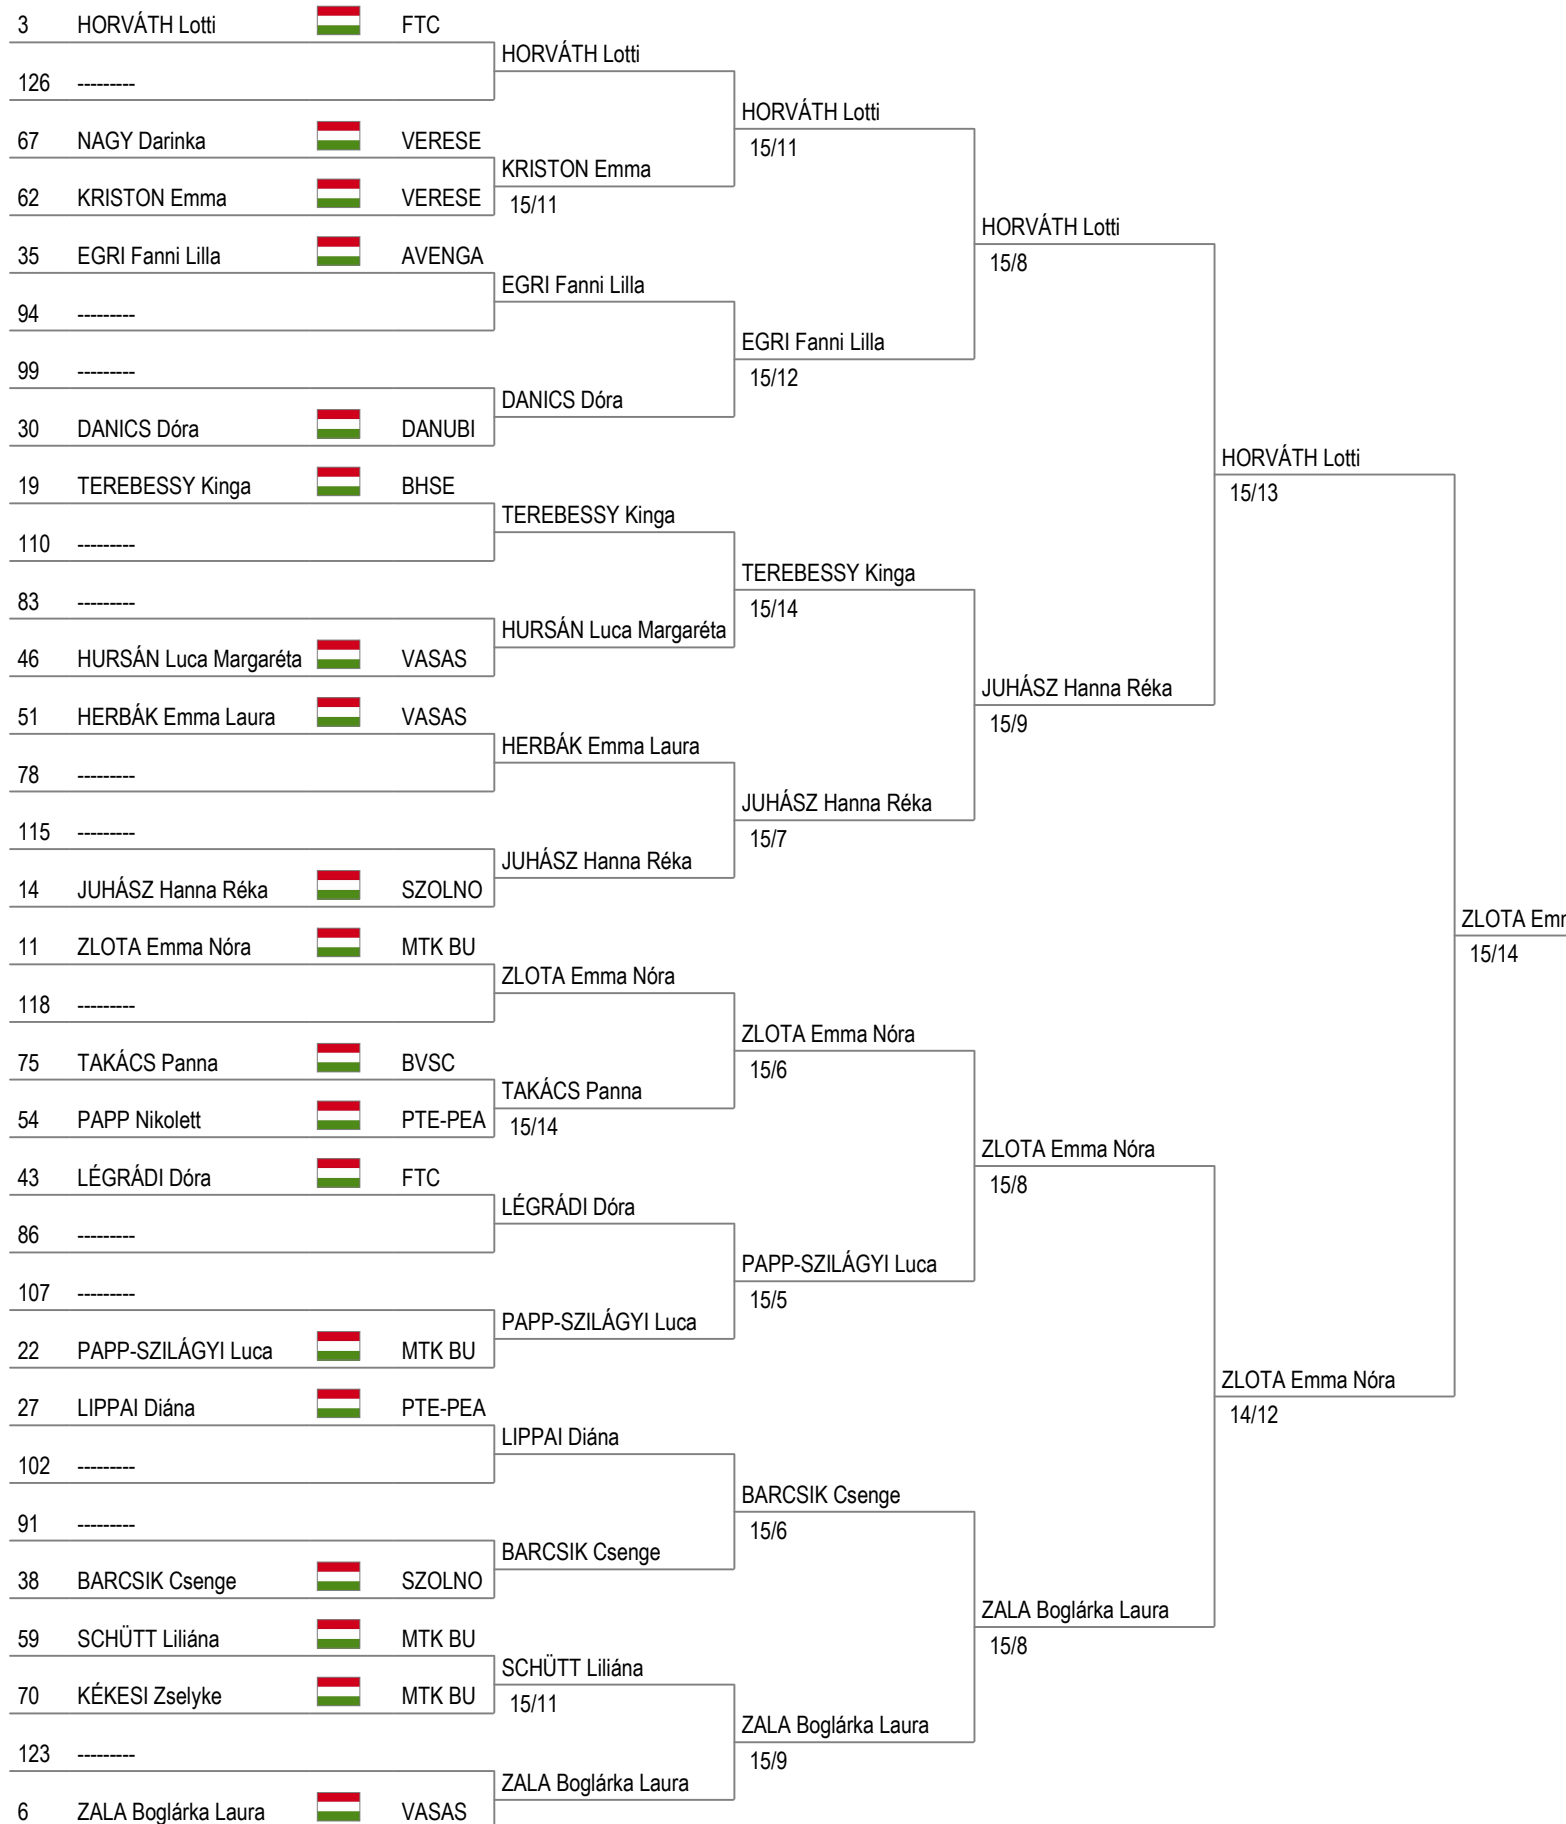 3 HORVÁTH Lotti FTC
126 ---------
67 NAGY Darinka VERESE
62 KRISTON Emma VERESE
35 EGRI Fanni Lilla AVENGA
94 ---------
99 ---------
30 DANICS Dóra DANUBI
19 TEREBESSY Kinga BHSE
110 ---------
83 ---------
46 HURSÁN Luca Margaréta VASAS
51 HERBÁK Emma Laura VASAS
78 ---------
115 ---------
14 JUHÁSZ Hanna Réka SZOLNO
11 ZLOTA Emma Nóra MTK BU
118 ---------
75 TAKÁCS Panna BVSC
54 PAPP Nikolett PTE-PEA
43 LÉGRÁDI Dóra FTC
86 ---------
107 ---------
22 PAPP-SZILÁGYI Luca MTK BU
27 LIPPAI Diána PTE-PEA
102 ---------
91 ---------
38 BARCSIK Csenge SZOLNO
59 SCHÜTT Liliána MTK BU
70 KÉKESI Zselyke MTK BU
123 ---------
6 ZALA Boglárka Laura VASAS
HORVÁTH Lotti
KRISTON Emma
15/11
EGRI Fanni Lilla
DANICS Dóra
TEREBESSY Kinga
HURSÁN Luca Margaréta
HERBÁK Emma Laura
JUHÁSZ Hanna Réka
ZLOTA Emma Nóra
TAKÁCS Panna
15/14
LÉGRÁDI Dóra
PAPP-SZILÁGYI Luca
LIPPAI Diána
BARCSIK Csenge
SCHÜTT Liliána
15/11
ZALA Boglárka Laura
HORVÁTH Lotti
15/11
EGRI Fanni Lilla
15/12
TEREBESSY Kinga
15/14
JUHÁSZ Hanna Réka
15/7
ZLOTA Emma Nóra
15/6
PAPP-SZILÁGYI Luca
15/5
BARCSIK Csenge
15/6
ZALA Boglárka Laura
15/9
HORVÁTH Lotti
15/8
JUHÁSZ Hanna Réka
15/9
ZLOTA Emma Nóra
15/8
ZALA Boglárka Laura
15/8
HORVÁTH Lotti
15/13
ZLOTA Emma Nóra
14/12
ZLOTA
15/14